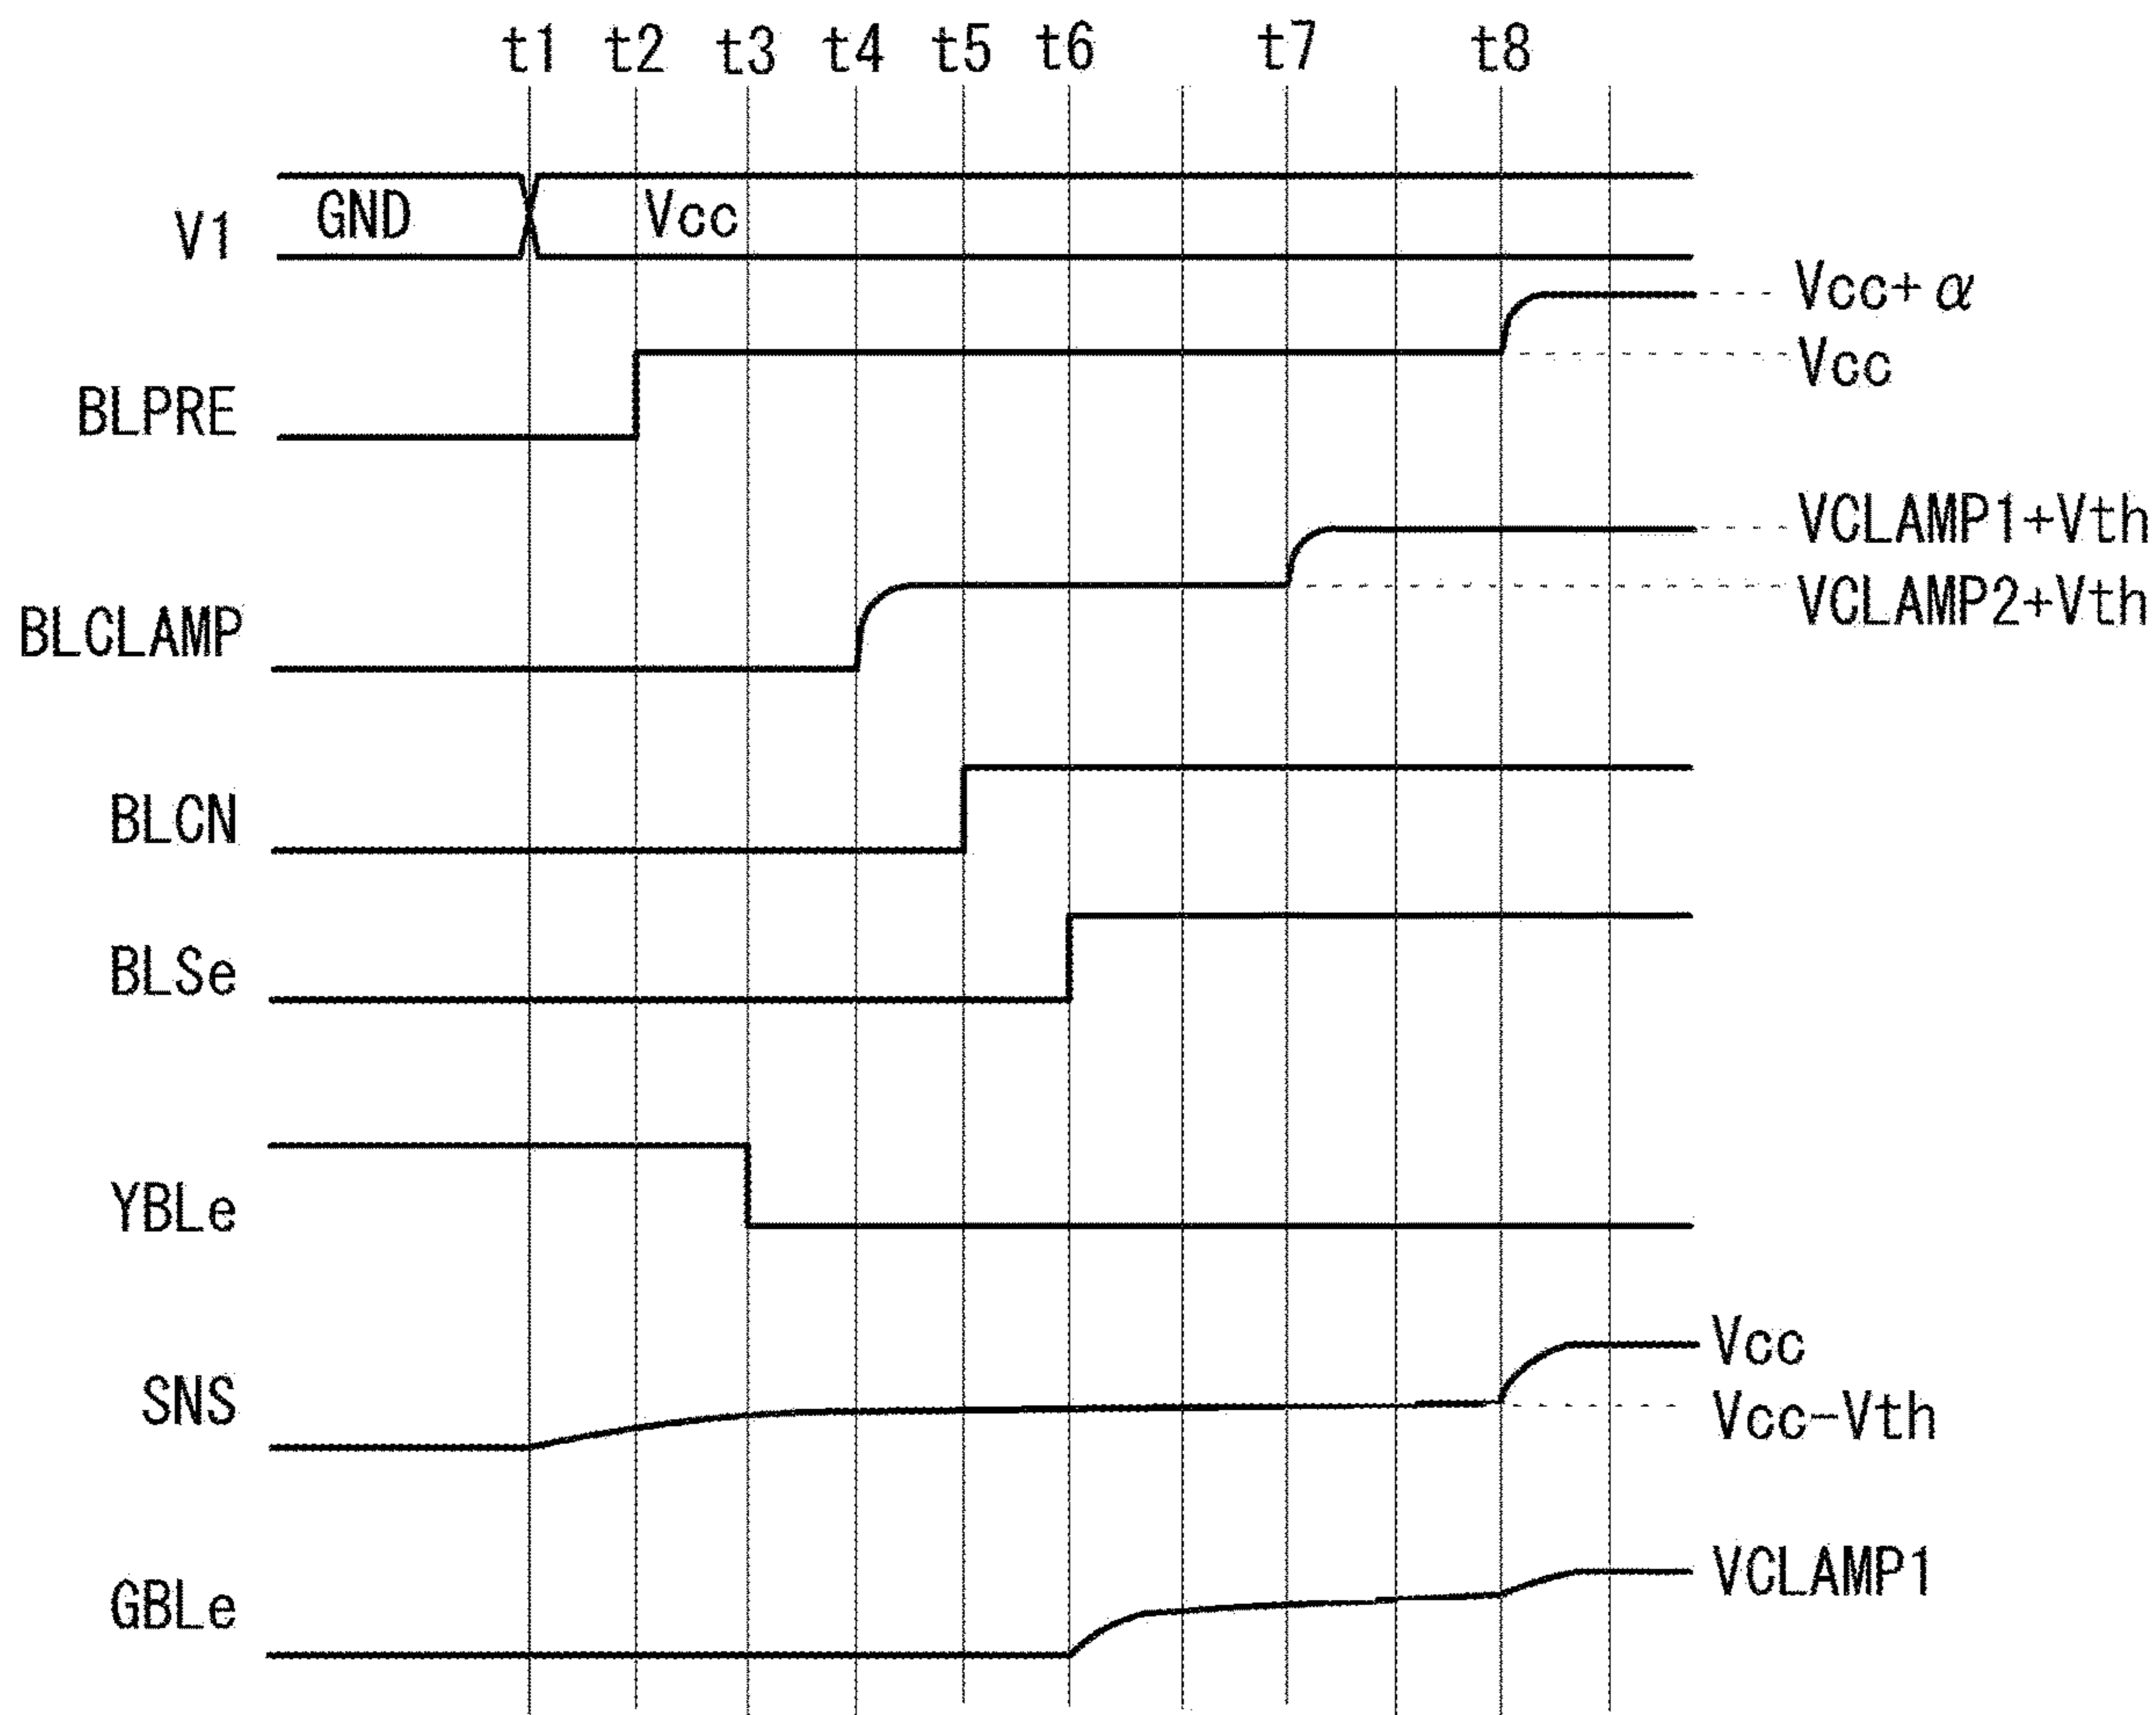 t1 t2 t3 t4 t5 t6 t7 t8
V1 GND Vcc
Vcc+α
Vcc
BLPRE
VCLAMP1+Vth
VCLAMP2+Vth
BLCLAMP
BLCN
BLSe
YBLe
Vcc
SNS
Vcc-Vth
VCLAMP1
GBLe